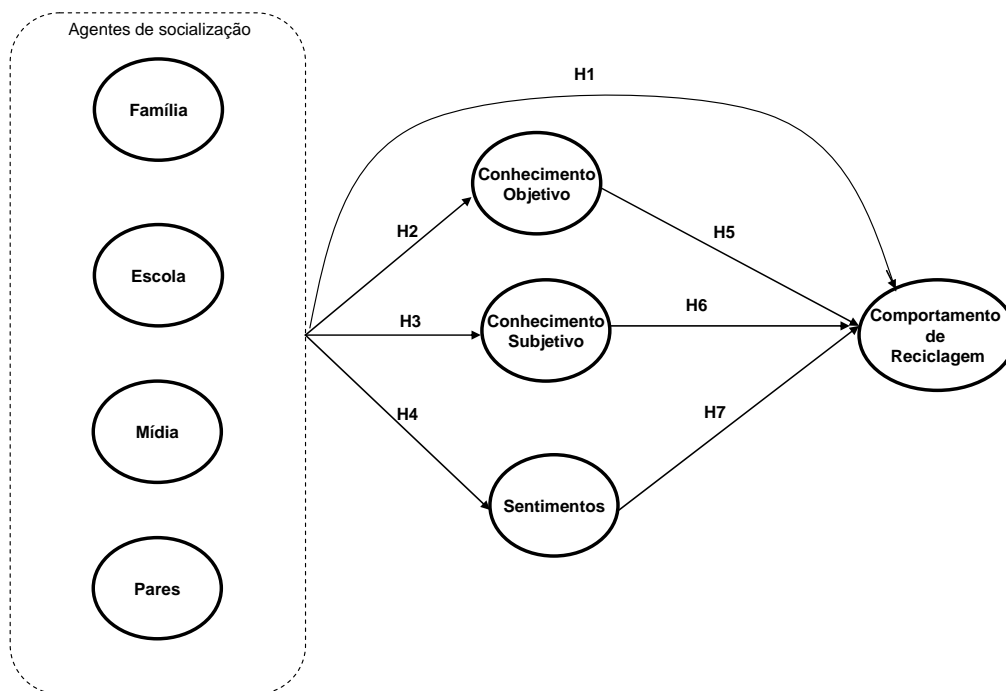 Agentes de socialização
Família
Escola
Mídia
Pares
H1
H2
H3
H4
Conhecimento
Objetivo
Conhecimento
Subjetivo
Sentimentos
H5
H6
H7
Comportamento
de
Reciclagem